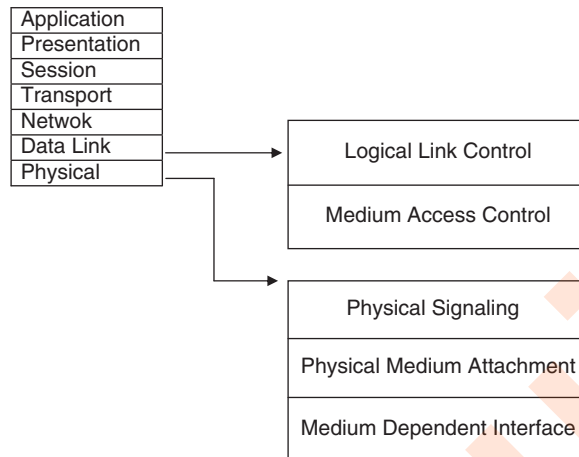 Application
Presentation
Session
Transport
Netwok
Data Link
Physical
Logical Link Control
Medium Access Control
Physical Signaling
Physical Medium Attachment
Medium Dependent Interface